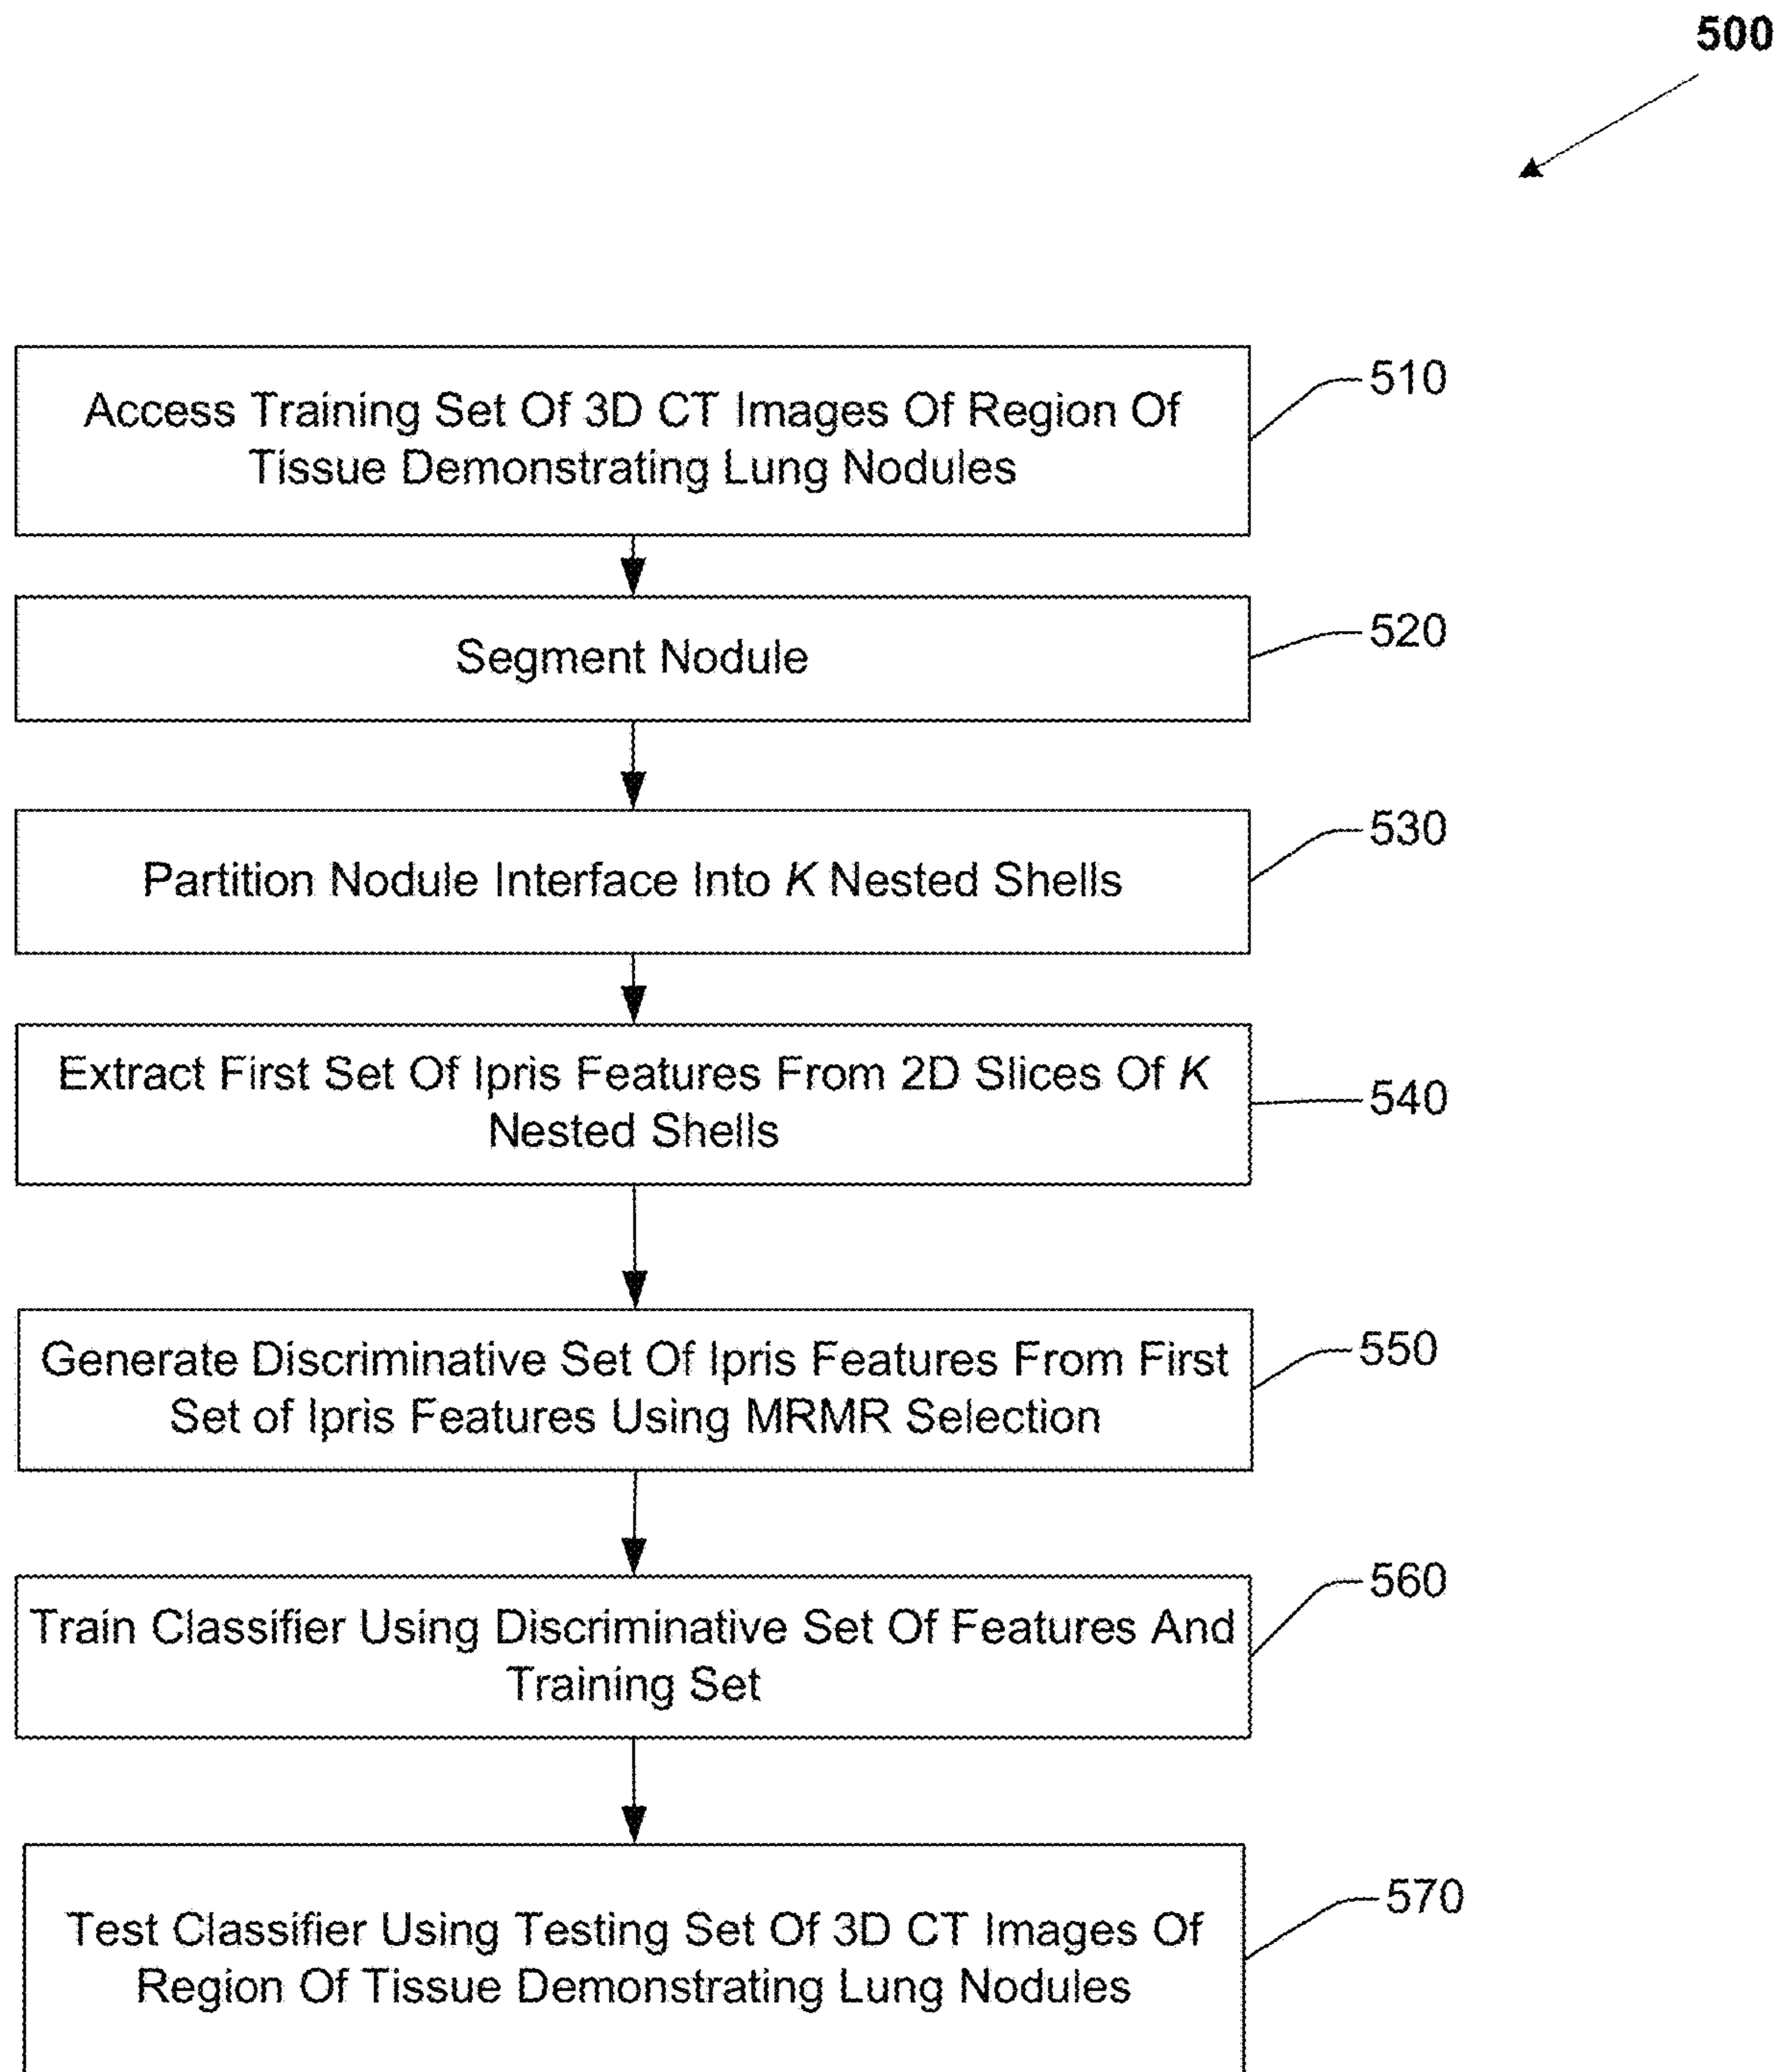 500
Access Training Set Of 3D CT Images Of Region Of
Tissue Demonstrating Lung Nodules
510
Segment Nodule
520
Partition Nodule Interface Into K Nested Shells
530
Extract First Set Of Ipris Features From 2D Slices Of K
Nested Shells
540
Generate Discriminative Set Of Ipris Features From First
Set of Ipris Features Using MRMR Selection
550
Train Classifier Using Discriminative Set Of Features And
Training Set
560
Test Classifier Using Testing Set Of 3D CT Images Of
Region Of Tissue Demonstrating Lung Nodules
570